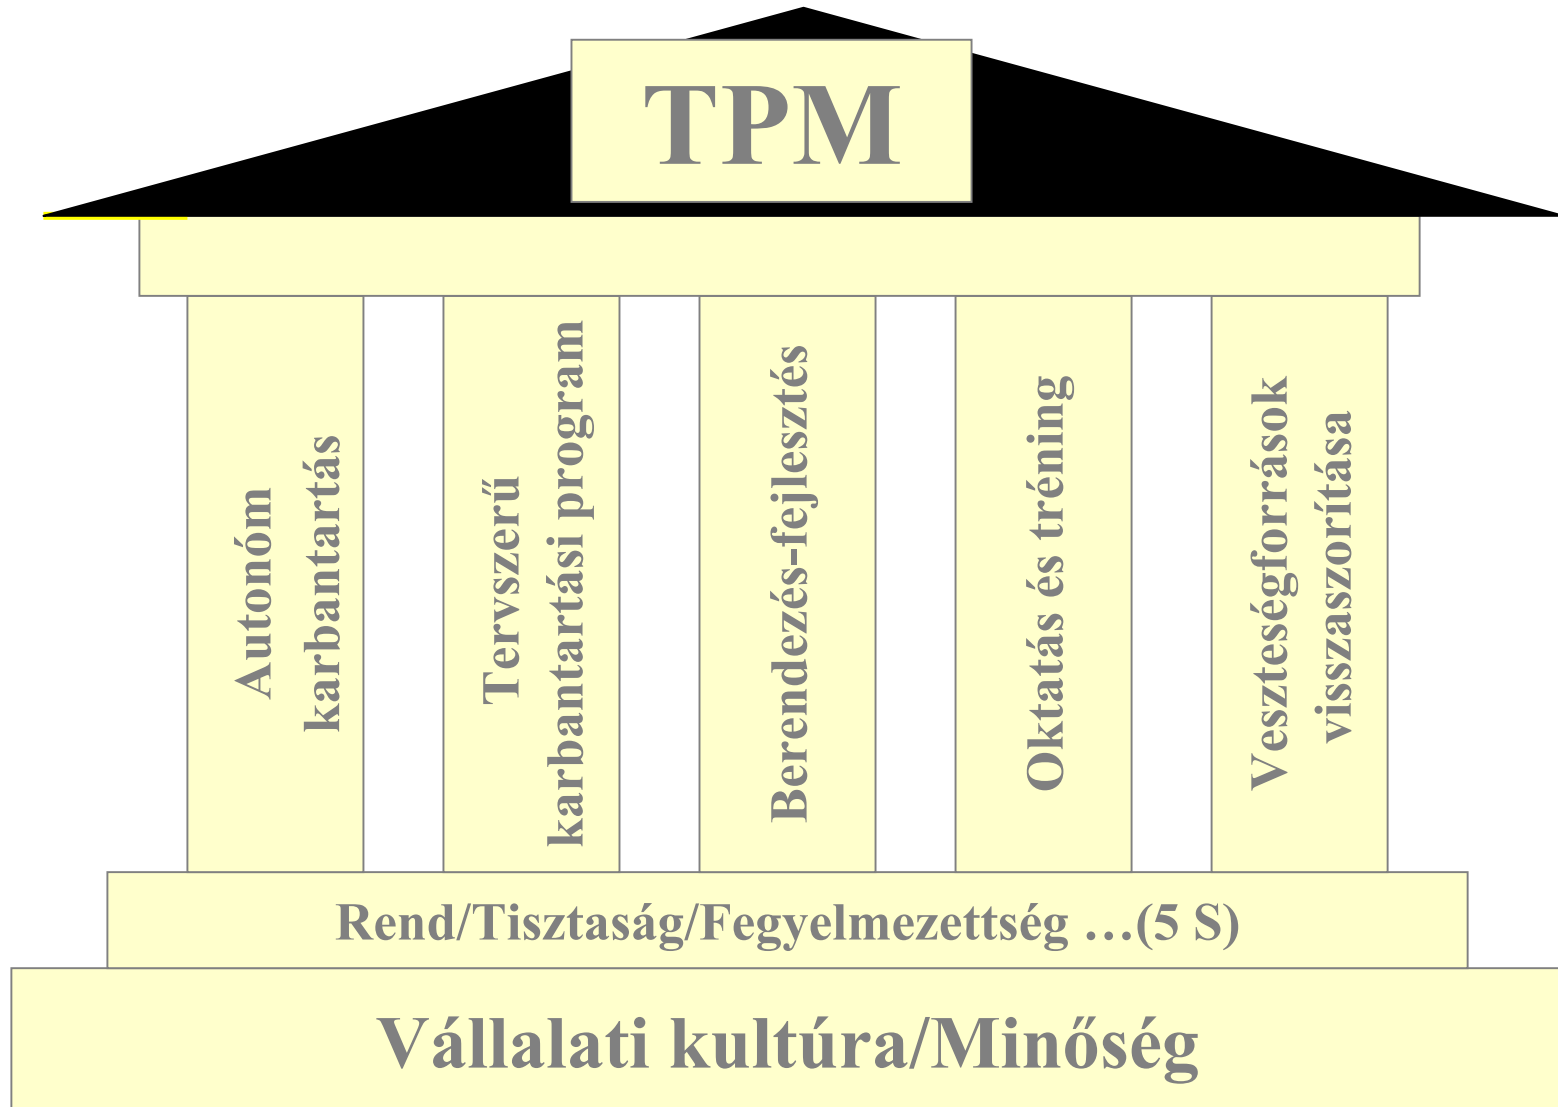 TPM
Autonóm
karbantartás
Tervszerű
karbantartási program
Berendezés-fejlesztés
Oktatás és tréning
Veszteségforrások
visszaszorítása
Rend/Tisztaság/Fegyelmezettség …(5 S)
Vállalati kultúra/Minőség